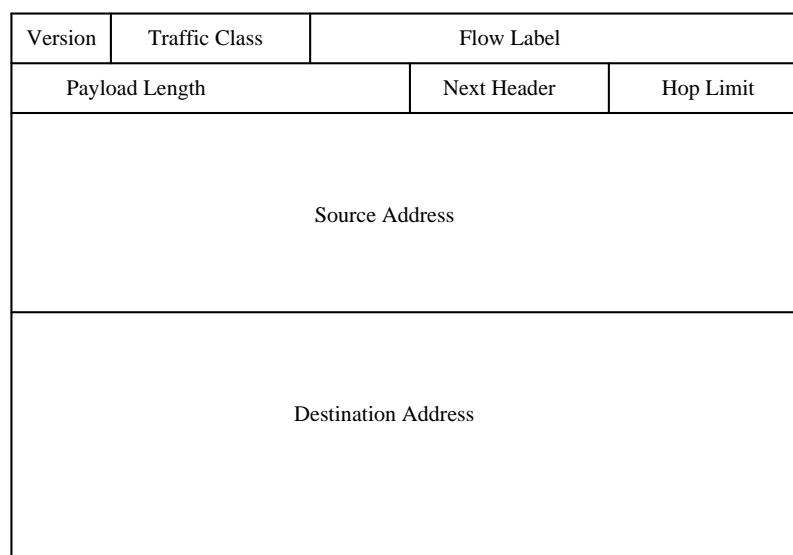 Version Traffic Class Flow Label
Payload Length Next Header Hop Limit
Source Address
Destination Address